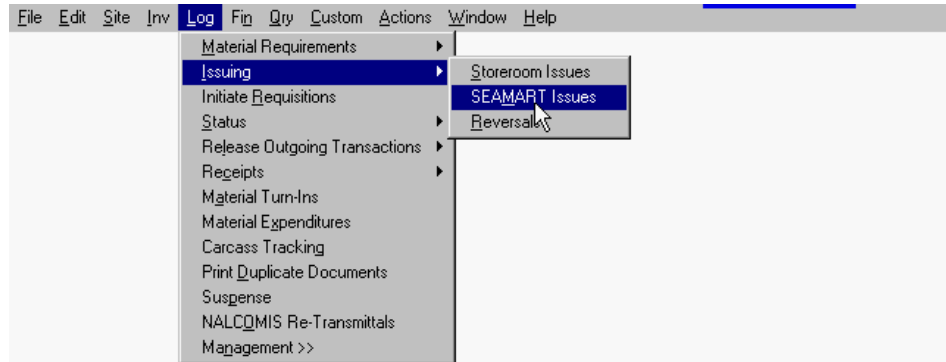 File Edit Site Inv Log Fin Qry Custom Actions Window Help
Material Requirements
Issuing
Initiate Requisitions
Status
Release Outgoing Transactions
Receipts
Material Turn-Ins
Material Expenditures
Carcass Tracking
Print Duplicate Documents
Suspense
NALCOMIS Re-Transmittals
Management >>
Storeroom Issues
SEAMART Issues
Reversals